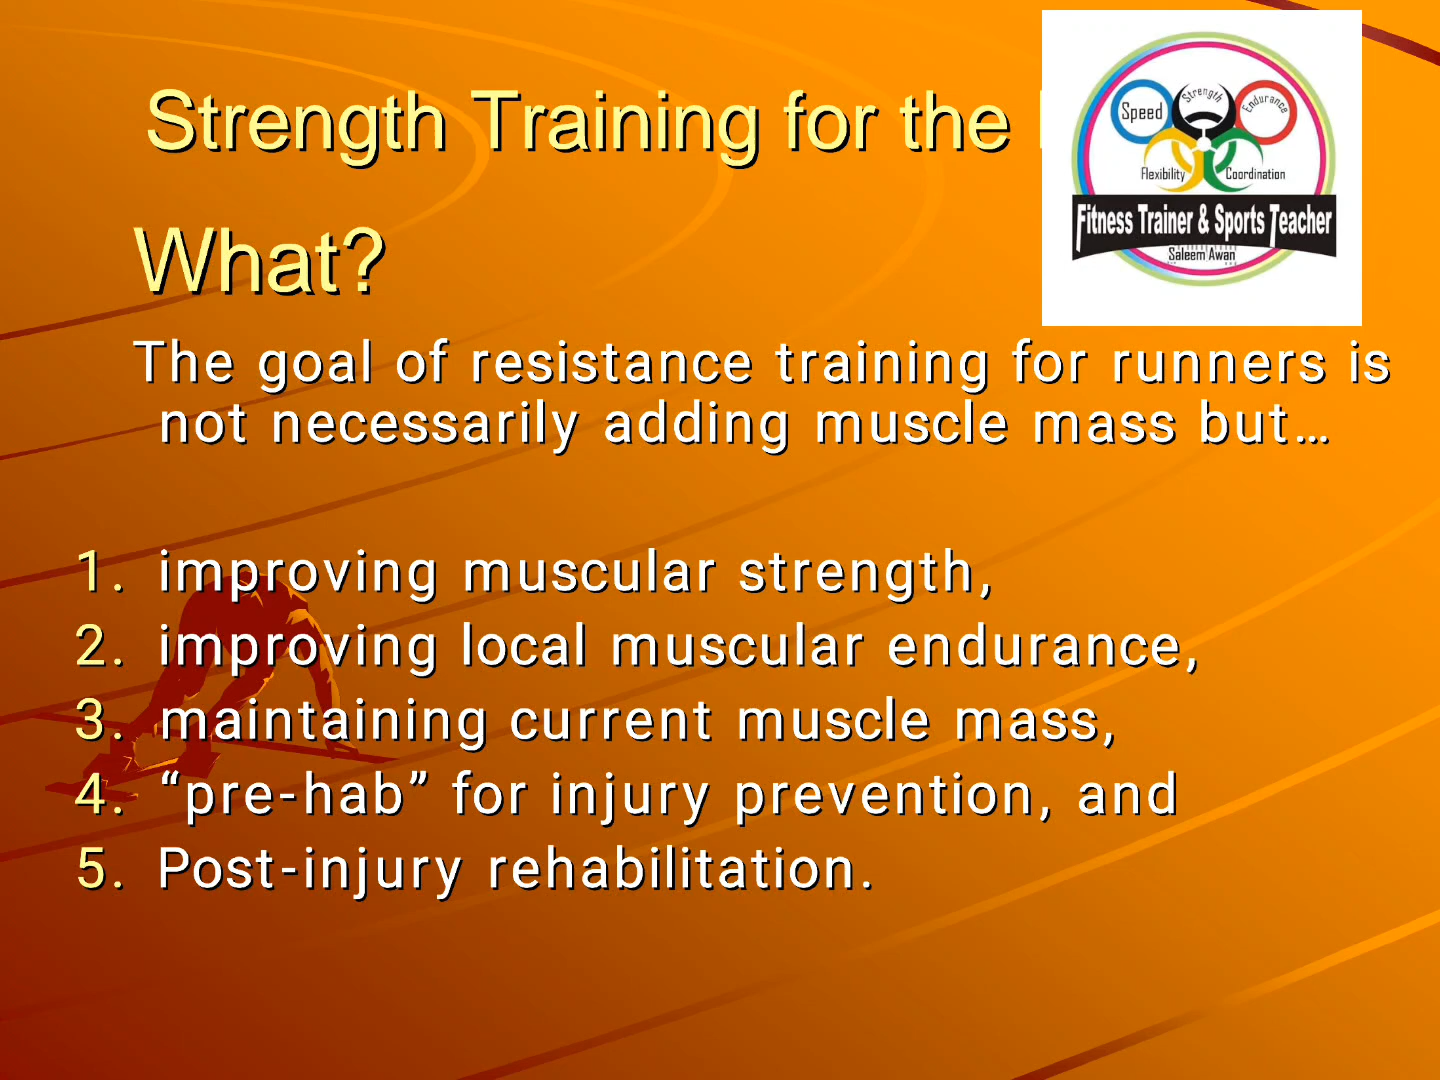 Strength Training for the
What?
The goal of resistance training for runners is
not necessarily adding muscle mass but…
1. improving muscular strength,
2. improving local muscular endurance,
3. maintaining current muscle mass,
4. “pre-hab” for injury prevention, and
5. Post-injury rehabilitation.
Speed
Strength
Endurance
Flexibility
Coordination
Fitness Trainer & Sports Teacher
Saleem Awan